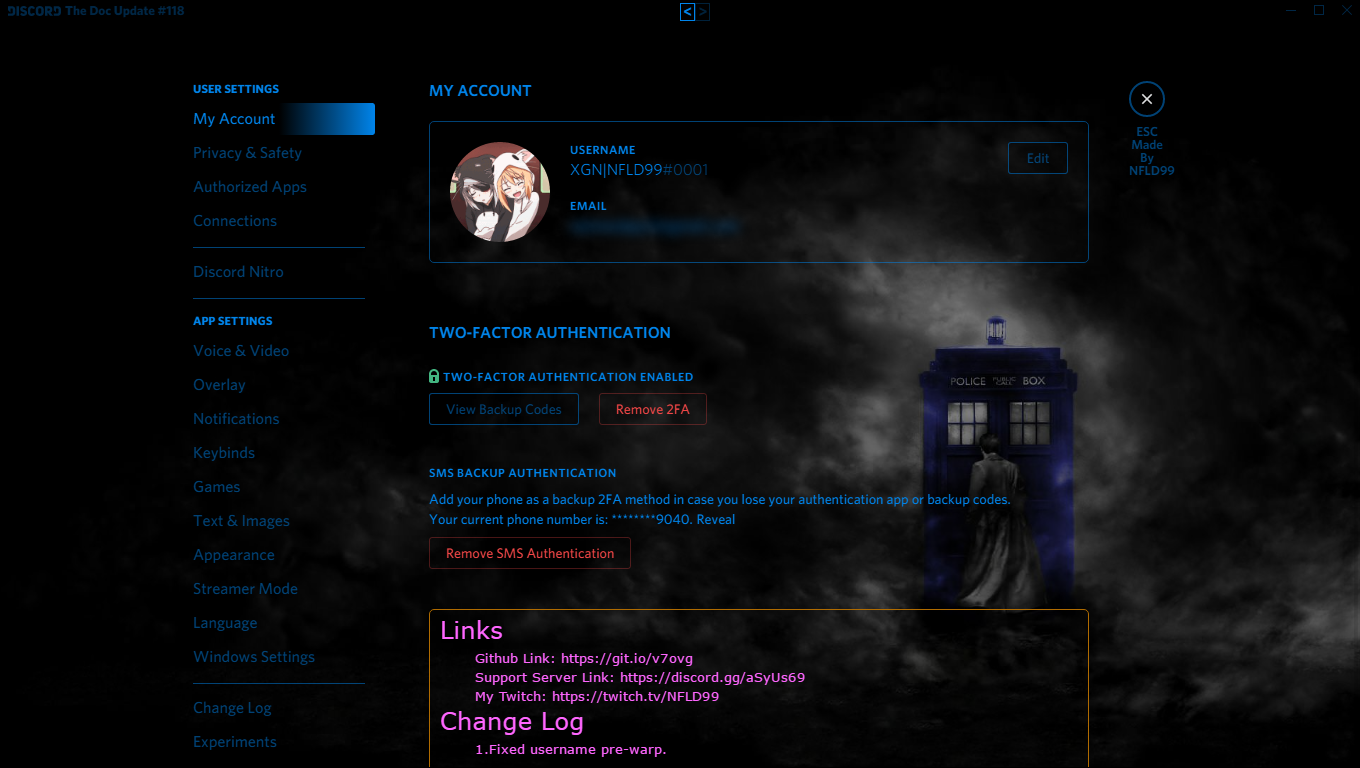 DISCORD The Doc Update #118
< >
USER SETTINGS
My Account
Privacy & Safety
Authorized Apps
Connections
Discord Nitro
APP SETTINGS
Voice & Video
Overlay
Notifications
Keybinds
Games
Text & Images
Appearance
Streamer Mode
Language
Windows Settings
Change Log
Experiments
MY ACCOUNT
USERNAME
XGN|NFLD99#0001
Edit
EMAIL
TWO-FACTOR AUTHENTICATION
TWO-FACTOR AUTHENTICATION ENABLED
View Backup Codes
Remove 2FA
SMS BACKUP AUTHENTICATION
Add your phone as a backup 2FA method in case you lose your authentication app or backup codes.
Your current phone number is: ********9040. Reveal
Remove SMS Authentication
Links
Github Link: https://git.io/v7ovg
Support Server Link: https://discord.gg/aSyUs69
My Twitch: https://twitch.tv/NFLD99
Change Log
1.Fixed username pre-warp.
ESC
Made
By
NFLD99
POLICE PUBLIC CALL BOX